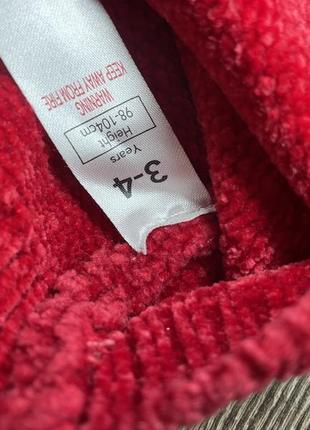 3-4
Years
Height
98-104cm
WARNING
KEEP AWAY FROM FIRE